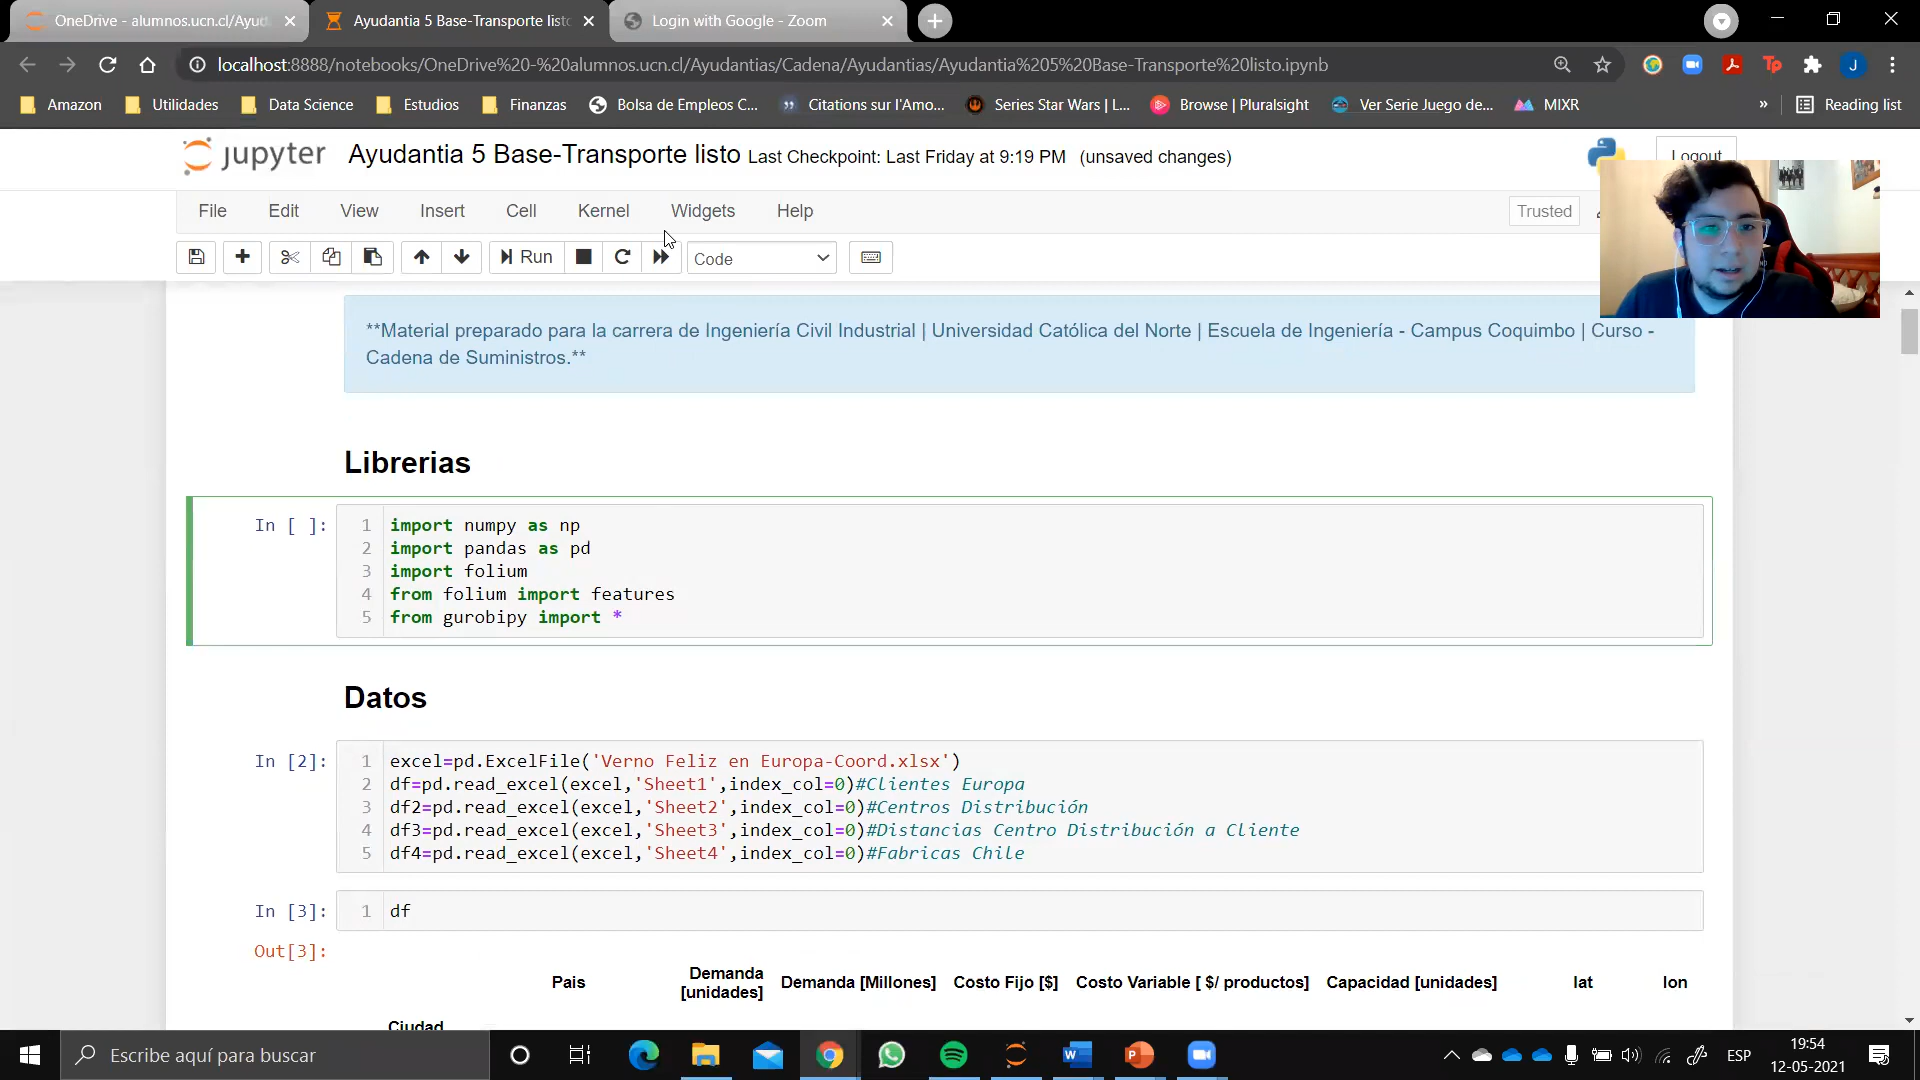 OneDrive - alumnos.ucn.cl/Ayud
Ayudantia 5 Base-Transporte listo
Login with Google - Zoom
localhost:8888/notebooks/OneDrive%20-%20alumnos.ucn.cl/Ayudantias/Cadena/Ayudantias/Ayudantia%205%20Base-Transporte%20listo.ipynb
Tp
J
Amazon
Utilidades
Data Science
Estudios
Finanzas
Bolsa de Empleos C...
Citations sur l'Amo...
Series Star Wars | L...
Browse | Pluralsight
Ver Serie Juego de...
MIXR
»
Reading list
jupyter
Ayudantia 5 Base-Transporte listo Last Checkpoint: Last Friday at 9:19 PM (unsaved changes)
Logout
File
Edit
View
Insert
Cell
Kernel
Widgets
Help
Trusted
Run
Code
**Material preparado para la carrera de Ingeniería Civil Industrial | Universidad Católica del Norte | Escuela de Ingeniería - Campus Coquimbo | Curso -
Cadena de Suministros.**
Librerias
In [ ]:
1 import numpy as np
2 import pandas as pd
3 import folium
4 from folium import features
5 from gurobipy import *
Datos
In [2]:
1 excel=pd.ExcelFile('Verno Feliz en Europa-Coord.xlsx')
2 df=pd.read_excel(excel,'Sheet1',index_col=0)#Clientes Europa
3 df2=pd.read_excel(excel,'Sheet2',index_col=0)#Centros Distribución
4 df3=pd.read_excel(excel,'Sheet3',index_col=0)#Distancias Centro Distribución a Cliente
5 df4=pd.read_excel(excel,'Sheet4',index_col=0)#Fabricas Chile
In [3]:
1 df
Out[3]:
Pais
Demanda
[unidades]
Demanda [Millones]
Costo Fijo [$]
Costo Variable [ $/ productos]
Capacidad [unidades]
lat
lon
Ciudad
Escribe aquí para buscar
ESP
19:54
12-05-2021